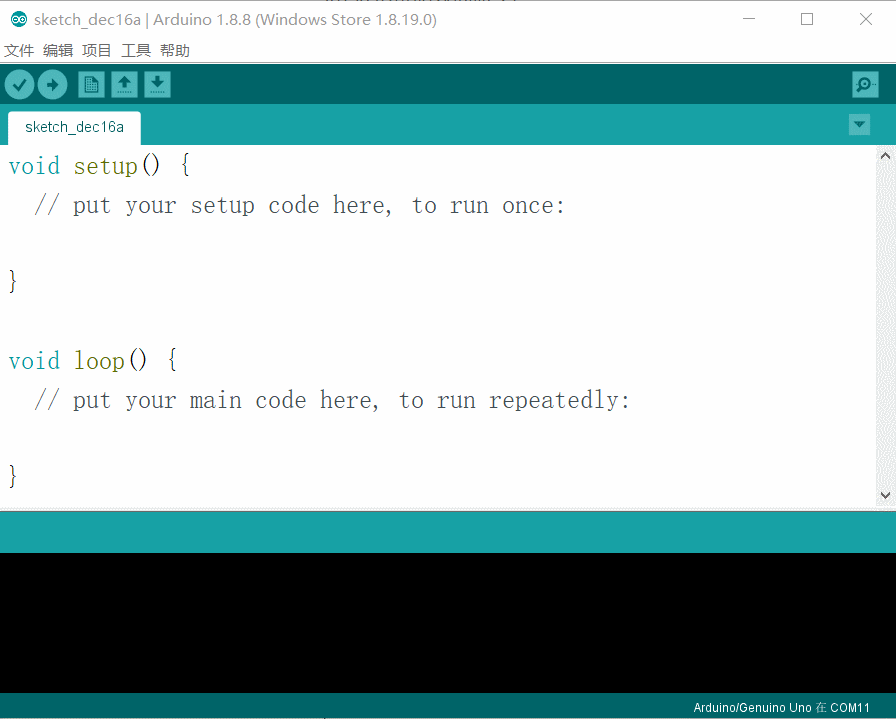 sketch_dec16a | Arduino 1.8.8 (Windows Store 1.8.19.0)
文件 编辑 项目 工具 帮助
sketch_dec16a
void setup() {
  // put your setup code here, to run once:
}
void loop() {
  // put your main code here, to run repeatedly:
}
Arduino/Genuino Uno 在 COM11